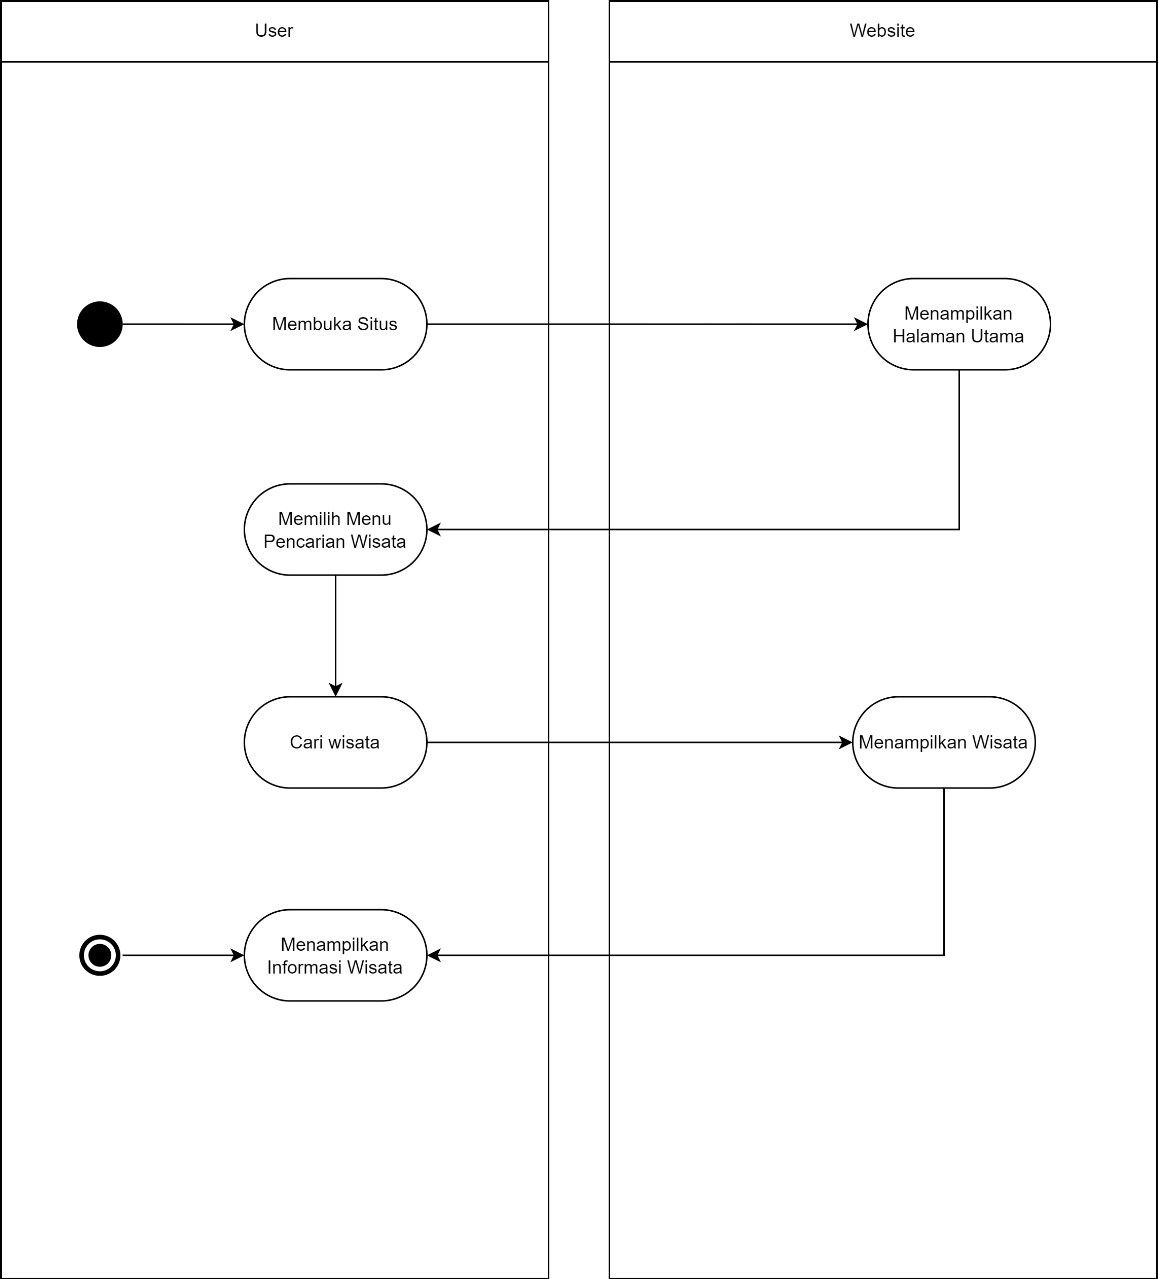 User
Website
Membuka Situs
Menampilkan
Halaman Utama
Memilih Menu
Pencarian Wisata
Cari wisata
Menampilkan Wisata
Menampilkan
Informasi Wisata